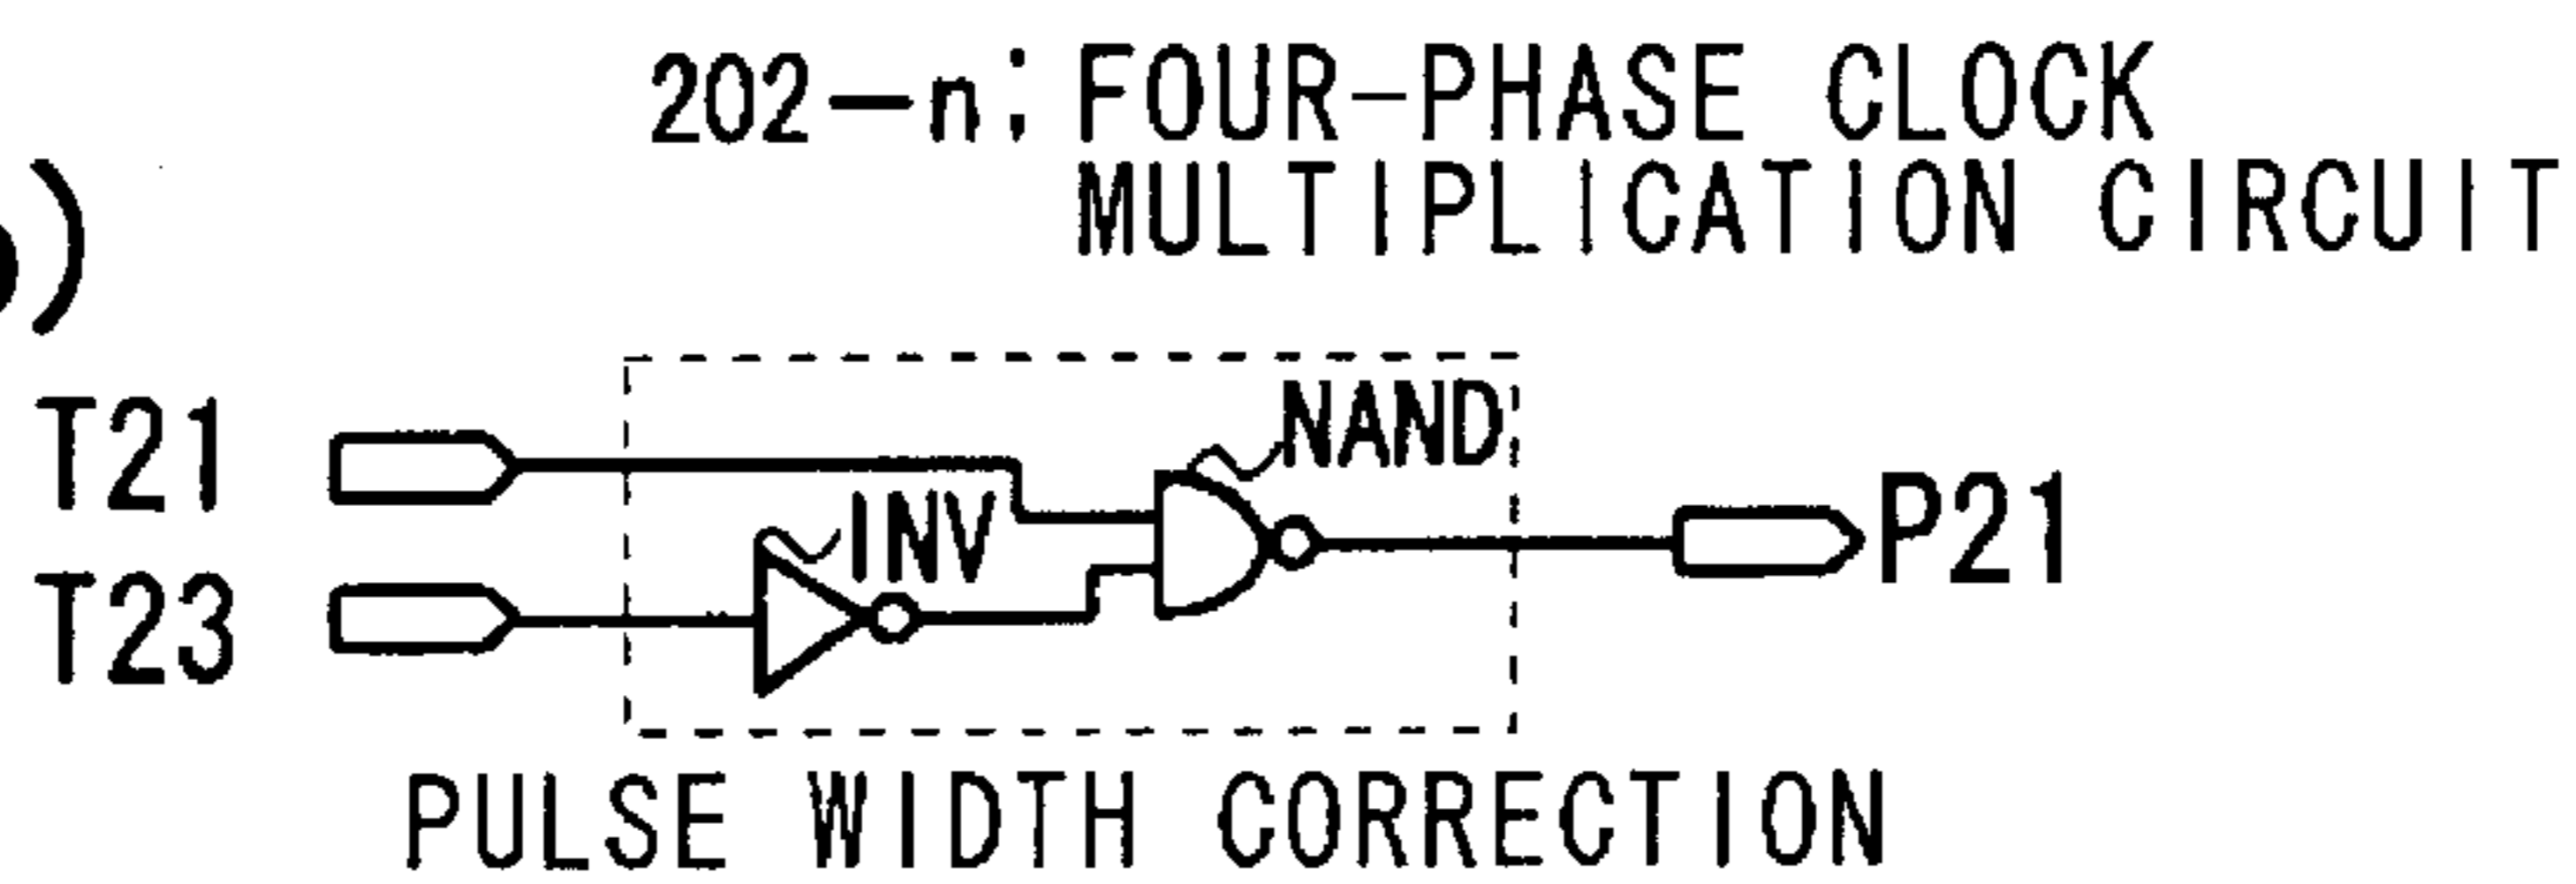 202-n: FOUR-PHASE CLOCK
MULTIPLICATION CIRCUIT
)
T21
NAND
INV
P21
T23
PULSE WIDTH CORRECTION